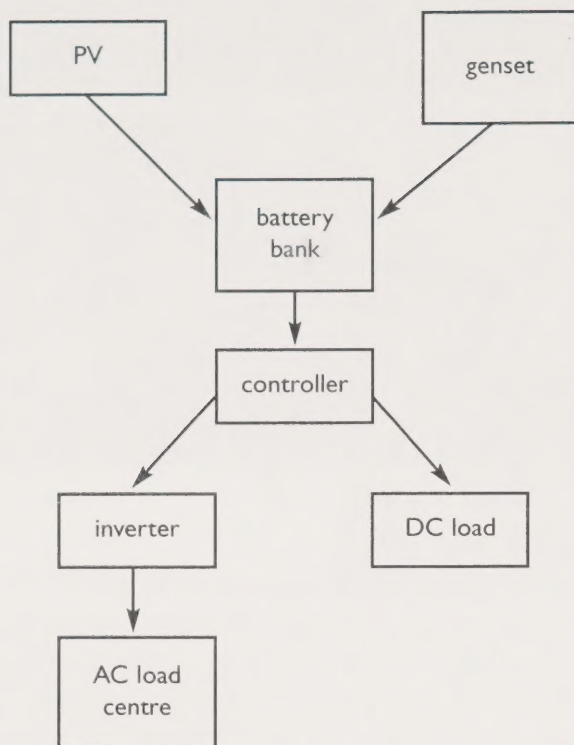 PV
genset
battery
bank
controller
inverter
DC load
AC load
centre